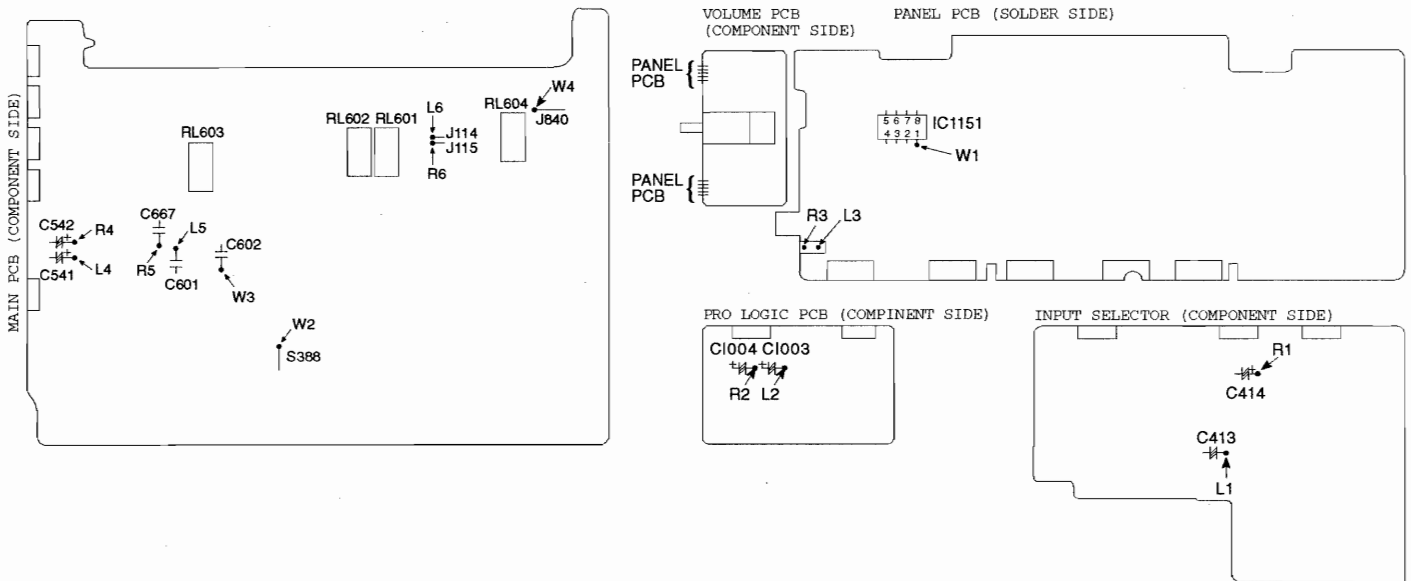 MAIN PCB (COMPONENT SIDE)
W4
L6
RL604
RL602 RL601
J840
J114
RL603
J115
R6
C667
C542
R4
L5
C602
L4
R5
C541
C601
W3
W2
S388
VOLUME PCB
(COMPONENT SIDE)
PANEL
PCB
PANEL
PCB
PANEL PCB (SOLDER SIDE)
5 6 7 8
4 3 2 1
IC1151
W1
R3
L3
PRO LOGIC PCB (COMPINENT SIDE)
CI004 CI003
R2 L2
INPUT SELECTOR (COMPONENT SIDE)
R1
C414
C413
L1